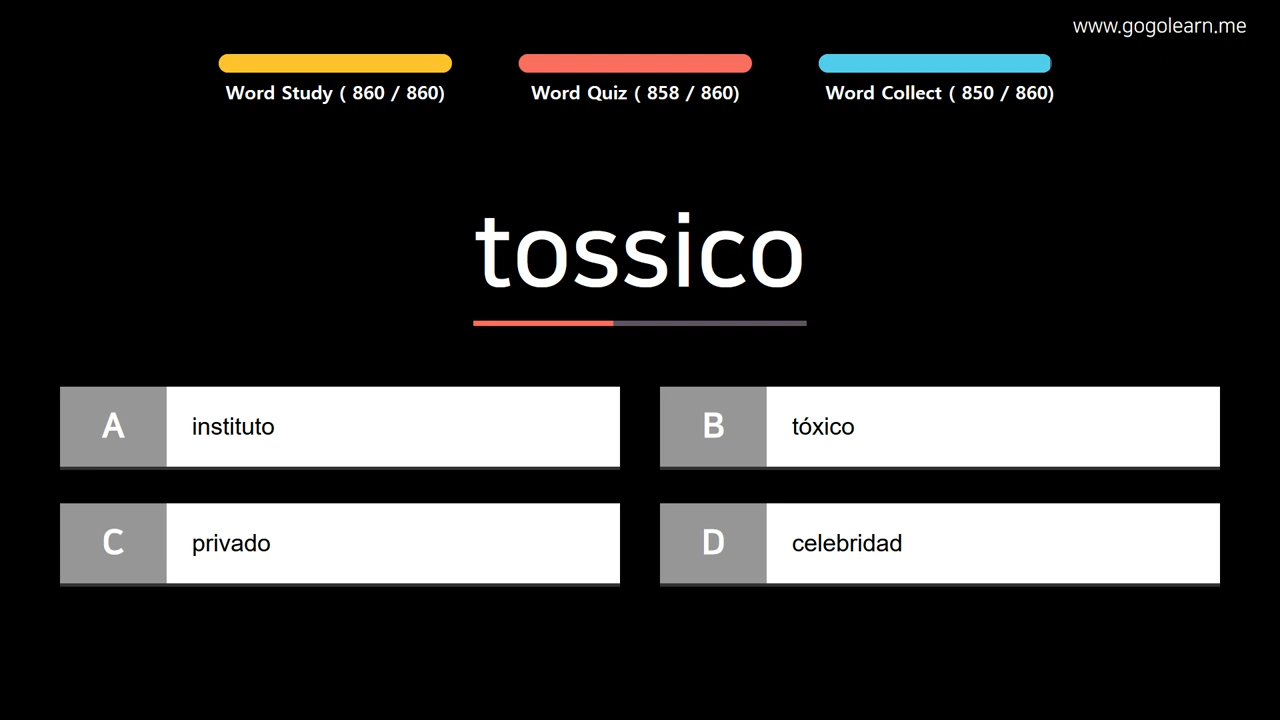 www.gogolearn.me
Word Study ( 860 / 860)
Word Quiz ( 858 / 860)
Word Collect ( 850 / 860)
tossico
A instituto
B tóxico
C privado
D celebridad